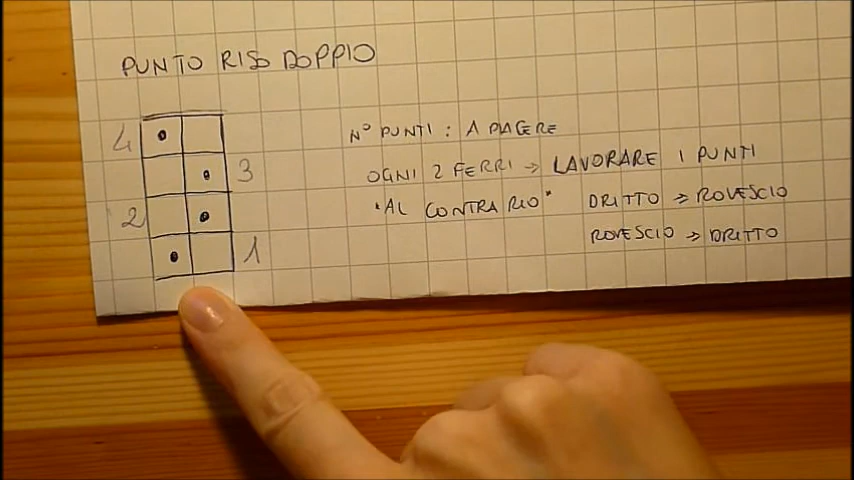 PUNTO RISO DOPPIO
N° PUNTI : A PIACERE
OGNI 2 FERRI → LAVORARE I PUNTI
"AL CONTRARIO" DRITTO → ROVESCIO
ROVESCIO → DRITTO
4
3
2
1